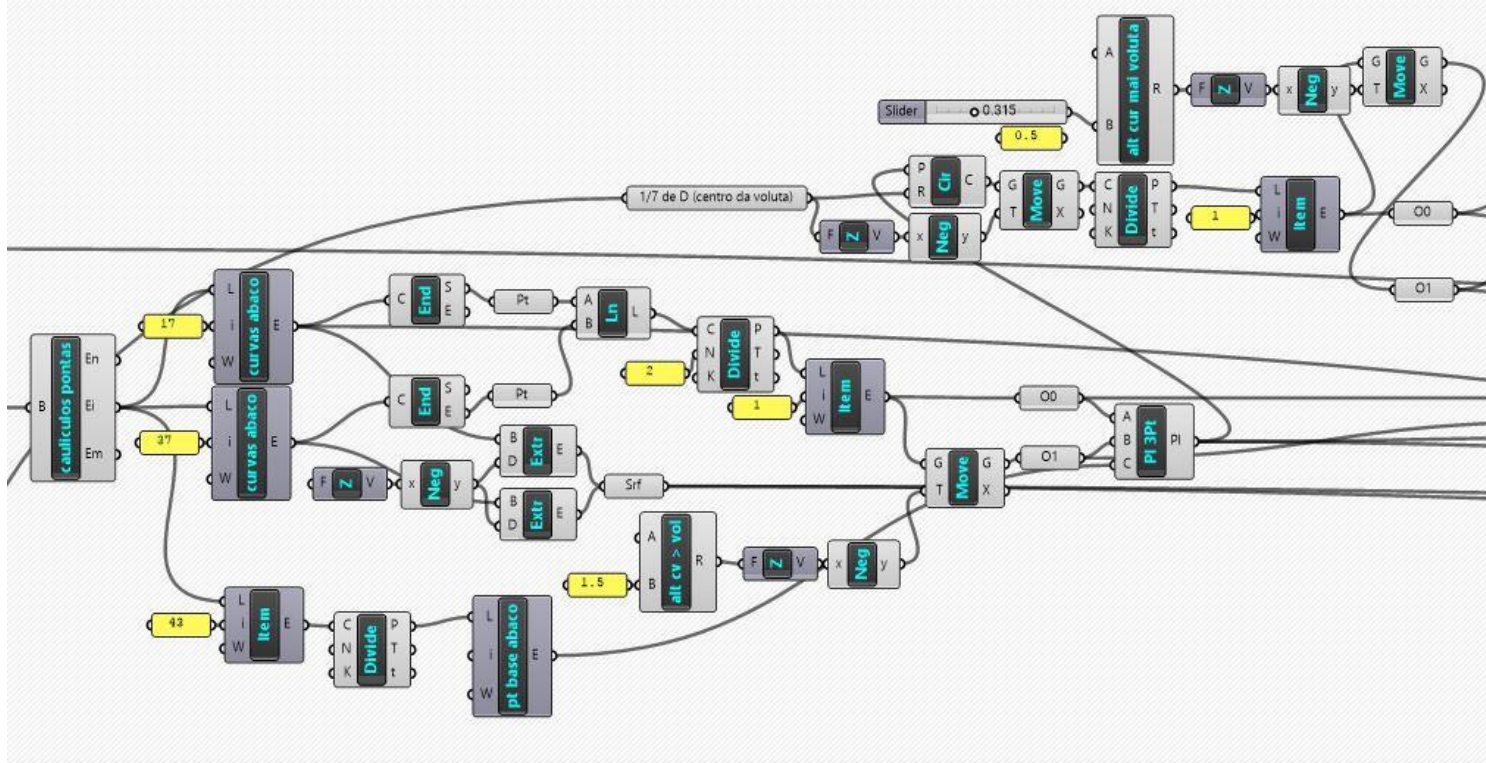 A
B
alt cur mai voluta
R
F Z V
x Neg y
G T Move G X
Slider 0.315
0.5
P R Cir C
1/7 de D (centro da voluta)
F Z V
x Neg y
G T Move G X
C N K Divide P T t
1
L i W Item E
O0
O1
B cauliculos pontas En Ei Em
17
L i W curvas abaco E
37
L i W curvas abaco E
C End S E
Pt
C End S E
Pt
A B Ln L
2
C N K Divide P T t
1
L i W Item E
O0
O1
A B C Pl 3Pt Pl
F Z V
x Neg y
B D Extr E
B D Extr E
Srf
G T Move G X
A B alt cv > vol R
1.5
F Z V
x Neg y
43
L i W Item E
C N K Divide P T t
L i W pt base abaco E